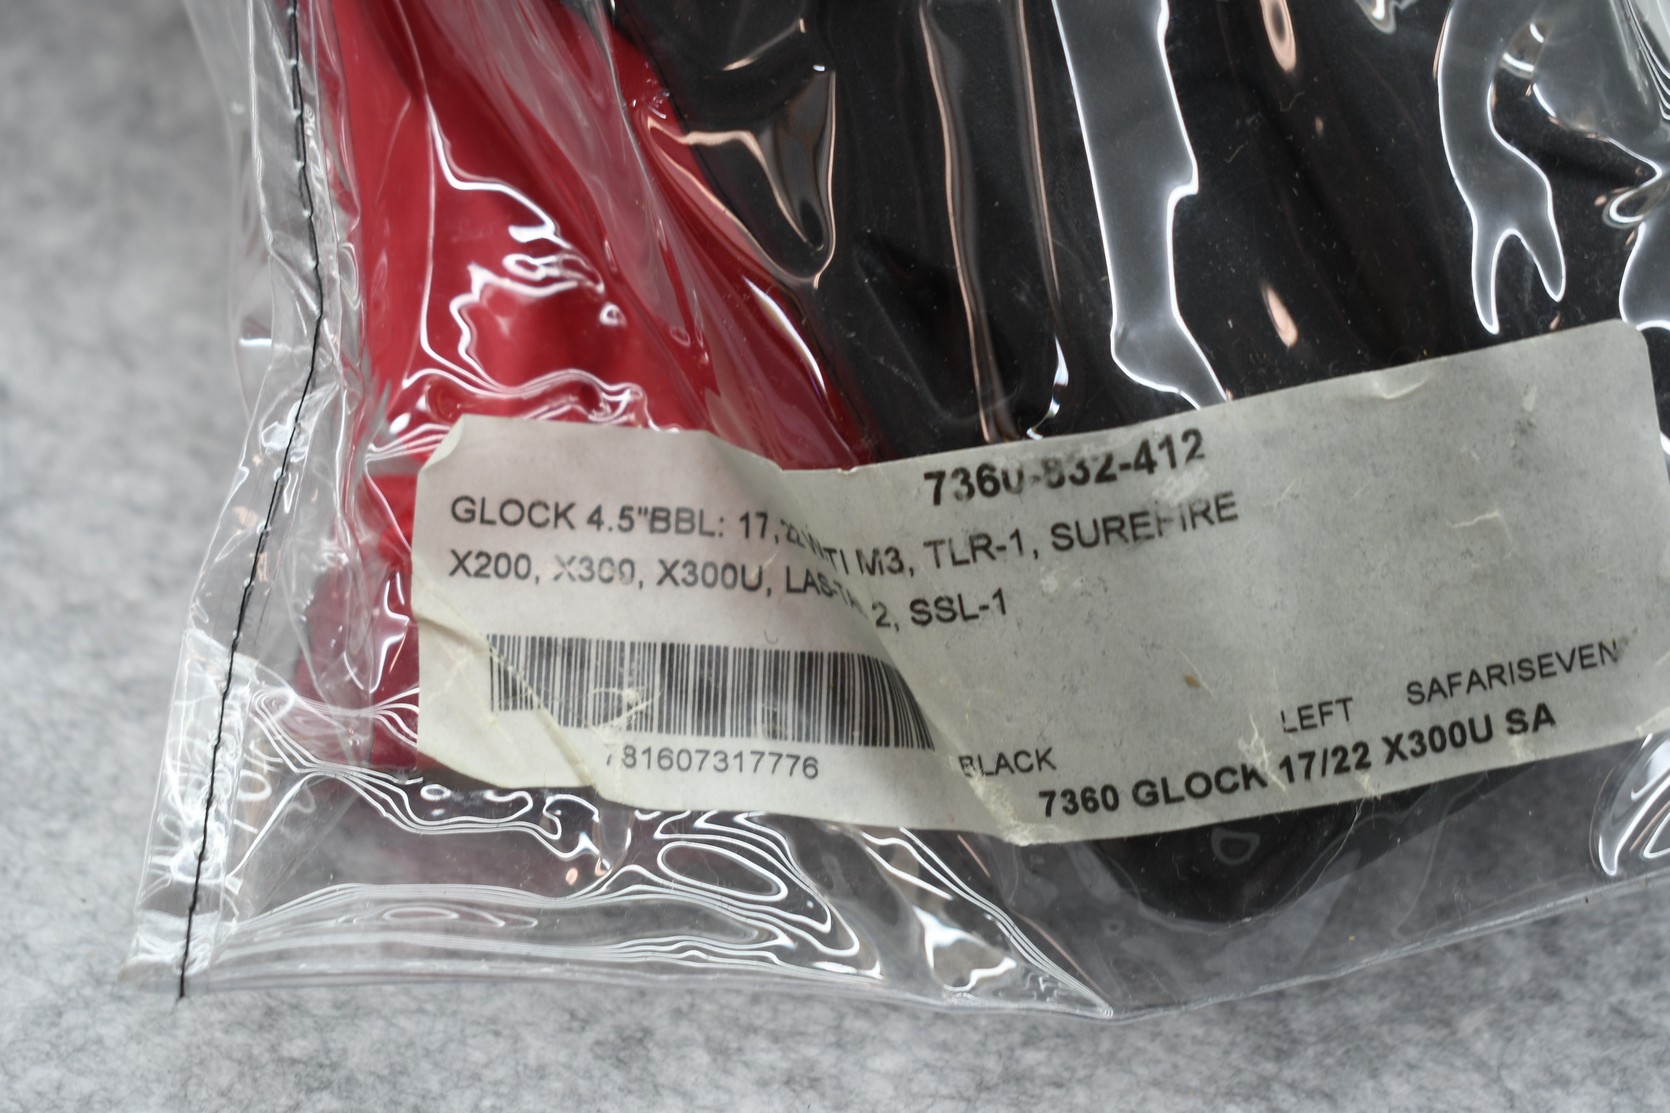 7360-832-412
GLOCK 4.5"BBL: 17, 22 M3, TLR-1, SUREFIRE
X200, X300, X300U, 2, SSL-1
781607317776
BLACK LEFT SAFARISEVEN
7360 GLOCK 17/22 X300U SA